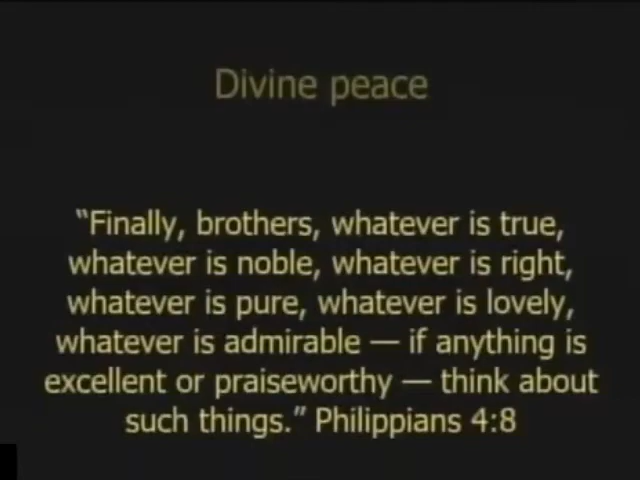 Divine peace
“Finally, brothers, whatever is true,
whatever is noble, whatever is right,
whatever is pure, whatever is lovely,
whatever is admirable — if anything is
excellent or praiseworthy — think about
such things.” Philippians 4:8